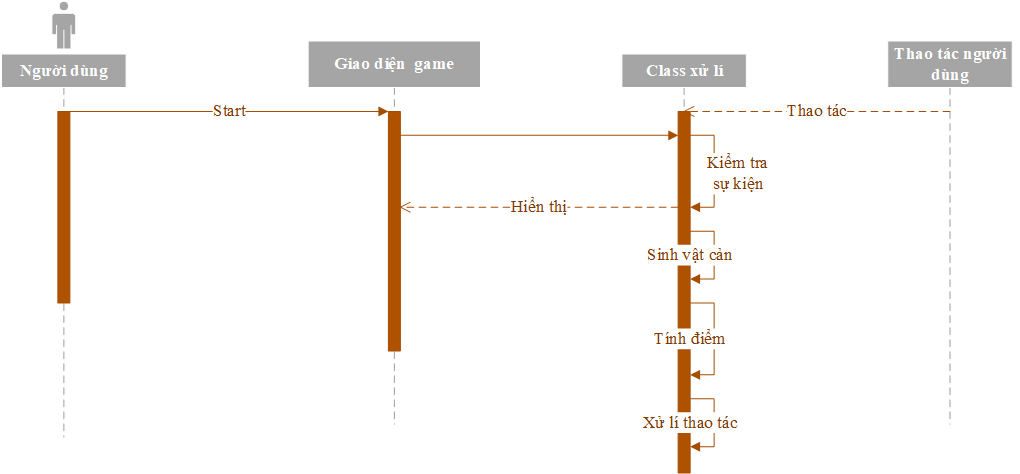 Người dùng
Giao diện game
Class xử lí
Thao tác người
dùng
Start
Thao tác
Kiểm tra
sự kiện
Hiển thị
Sinh vật cản
Tính điểm
Xử lí thao tác